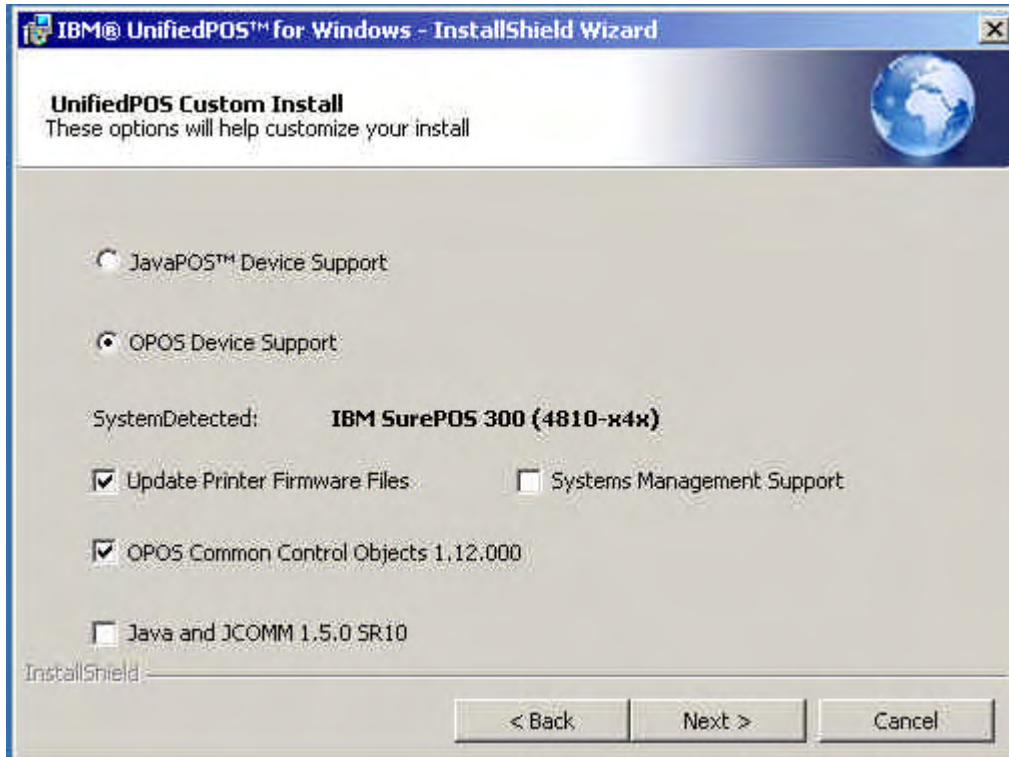 IBM® UnifiedPOS™ for Windows - InstallShield Wizard
UnifiedPOS Custom Install
These options will help customize your install
JavaPOS™ Device Support
OPOS Device Support
SystemDetected: IBM SurePOS 300 (4810-x4x)
Update Printer Firmware Files Systems Management Support
OPOS Common Control Objects 1.12.000
Java and JCOMM 1.5.0 SR10
InstallShield
< Back Next > Cancel